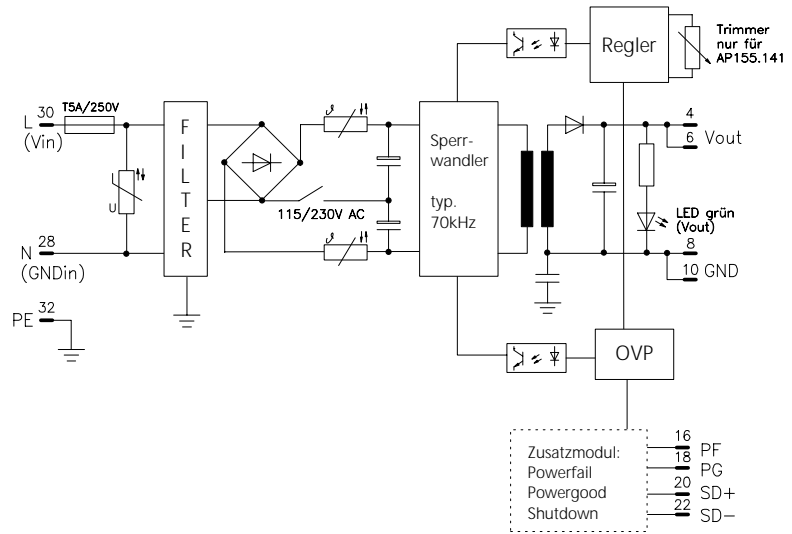 Regler
Trimmer
nur für
AP155.141
T5A/250V
L 30
(Vin)
U
FILTER
ϑ
Sperr-
wandler
typ.
70kHz
115/230V AC
ϑ
4
6
Vout
LED grün
(Vout)
8
10 GND
N 28
(GNDin)
PE 32
OVP
Zusatzmodul:
Powerfail
Powergood
Shutdown
16 PF
18 PG
20 SD+
22 SD-